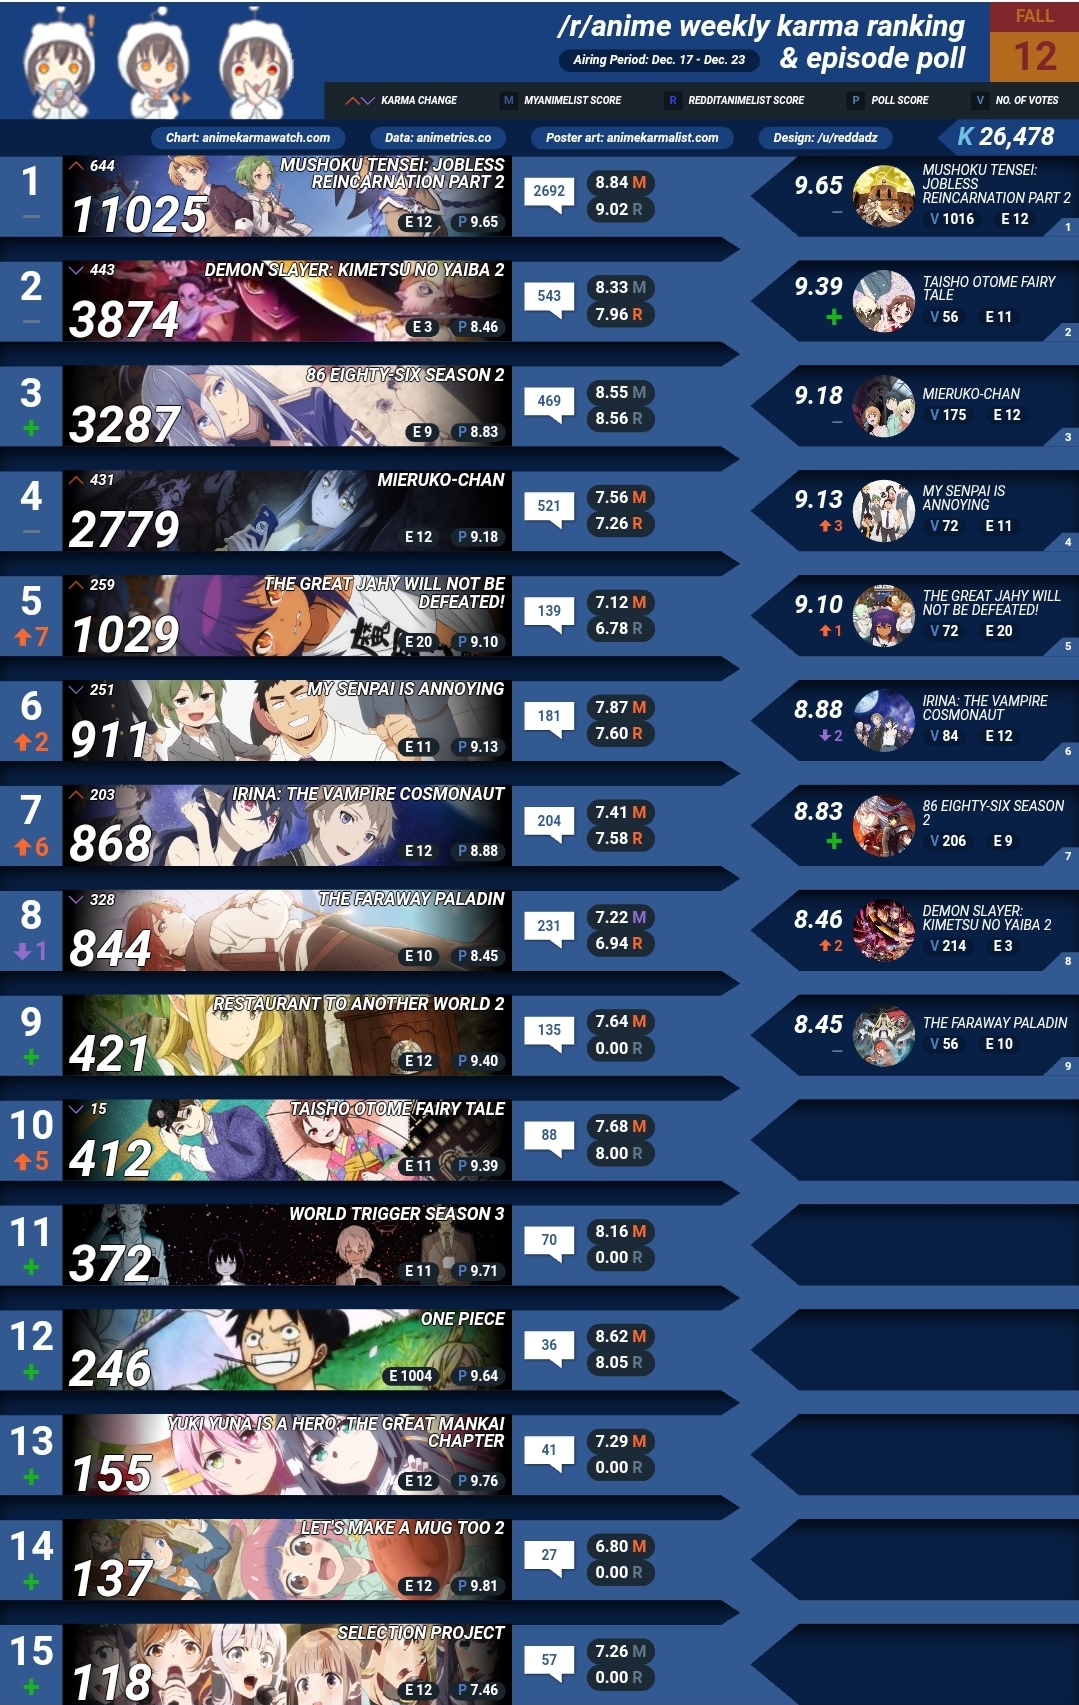 /r/anime weekly karma ranking
& episode poll
Airing Period: Dec. 17 - Dec. 23
FALL
12
KARMA CHANGE
M MYANIMELIST SCORE
R REDDITANIMELIST SCORE
P POLL SCORE
V NO. OF VOTES
Chart: animekarmawatch.com
Data: animetrics.co
Poster art: animekarmalist.com
Design: /u/reddadz
K 26,478
1
644
MUSHOKU TENSEI: JOBLESS
REINCARNATION PART 2
11025
E 12 P 9.65
2692
8.84 M
9.02 R
9.65
MUSHOKU TENSEI:
JOBLESS
REINCARNATION PART 2
V 1016 E 12
1
2
443
DEMON SLAYER: KIMETSU NO YAIBA 2
3874
E 3 P 8.46
543
8.33 M
7.96 R
9.39
TAISHO OTOME FAIRY
TALE
V 56 E 11
2
3
86 EIGHTY-SIX SEASON 2
3287
E 9 P 8.83
469
8.55 M
8.56 R
9.18
MIERUKO-CHAN
V 175 E 12
3
4
431
MIERUKO-CHAN
2779
E 12 P 9.18
521
7.56 M
7.26 R
9.13
3
MY SENPAI IS
ANNOYING
V 72 E 11
4
5
7
259
THE GREAT JAHY WILL NOT BE
DEFEATED!
1029
E 20 P 9.10
139
7.12 M
6.78 R
9.10
1
THE GREAT JAHY WILL
NOT BE DEFEATED!
V 72 E 20
5
6
2
251
MY SENPAI IS ANNOYING
911
E 11 P 9.13
181
7.87 M
7.60 R
8.88
2
IRINA: THE VAMPIRE
COSMONAUT
V 84 E 12
6
7
6
203
IRINA: THE VAMPIRE COSMONAUT
868
E 12 P 8.88
204
7.41 M
7.58 R
8.83
86 EIGHTY-SIX SEASON
2
V 206 E 9
7
8
1
328
THE FARAWAY PALADIN
844
E 10 P 8.45
231
7.22 M
6.94 R
8.46
2
DEMON SLAYER:
KIMETSU NO YAIBA 2
V 214 E 3
8
9
RESTAURANT TO ANOTHER WORLD 2
421
E 12 P 9.40
135
7.64 M
0.00 R
8.45
THE FARAWAY PALADIN
V 56 E 10
9
10
5
15
TAISHO OTOME FAIRY TALE
412
E 11 P 9.39
88
7.68 M
8.00 R
11
WORLD TRIGGER SEASON 3
372
E 11 P 9.71
70
8.16 M
0.00 R
12
ONE PIECE
246
E 1004 P 9.64
36
8.62 M
8.05 R
13
YUKI YUNA IS A HERO: THE GREAT MANKAI
CHAPTER
155
E 12 P 9.76
41
7.29 M
0.00 R
14
LET'S MAKE A MUG TOO 2
137
E 12 P 9.81
27
6.80 M
0.00 R
15
SELECTION PROJECT
118
E 12 P 7.46
57
7.26 M
0.00 R